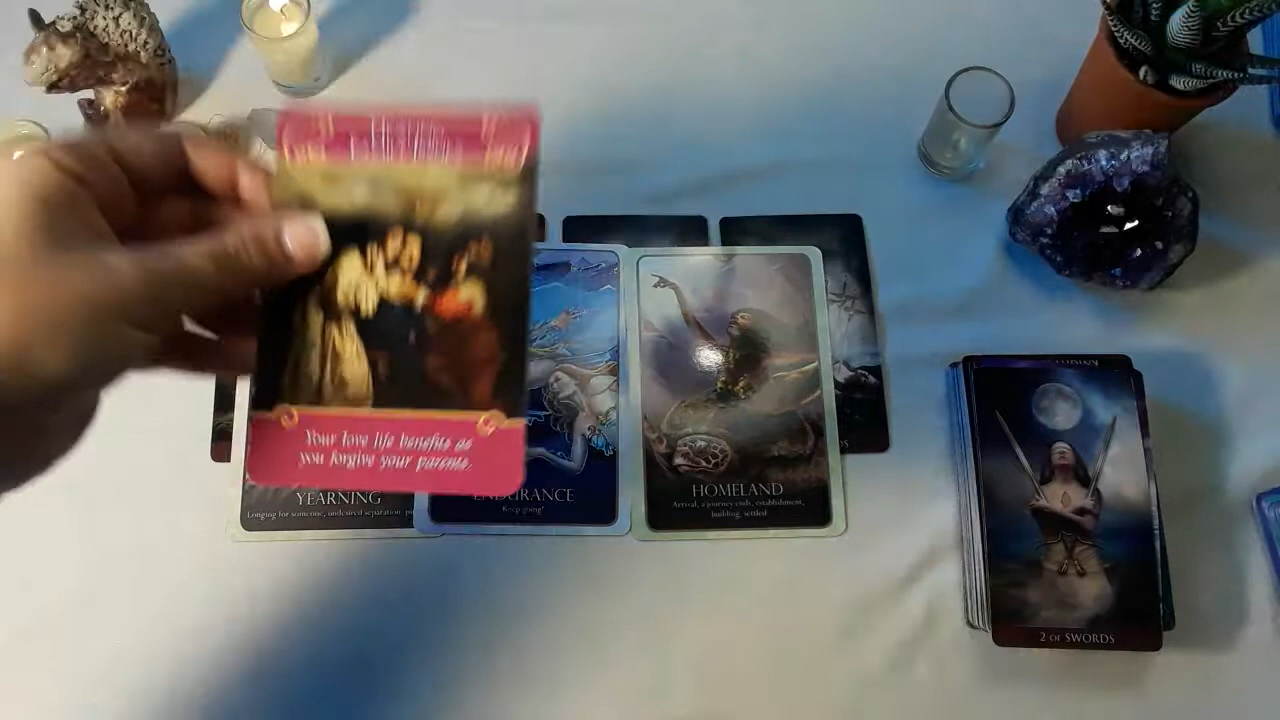 Your love life benefits as
you forgive your parents.
YEARNING
Longing for someone, undesired separation
ENDURANCE
Keep going!
HOMELAND
Arrival, a journey ends, establishment,
building, settled
2 OF SWORDS